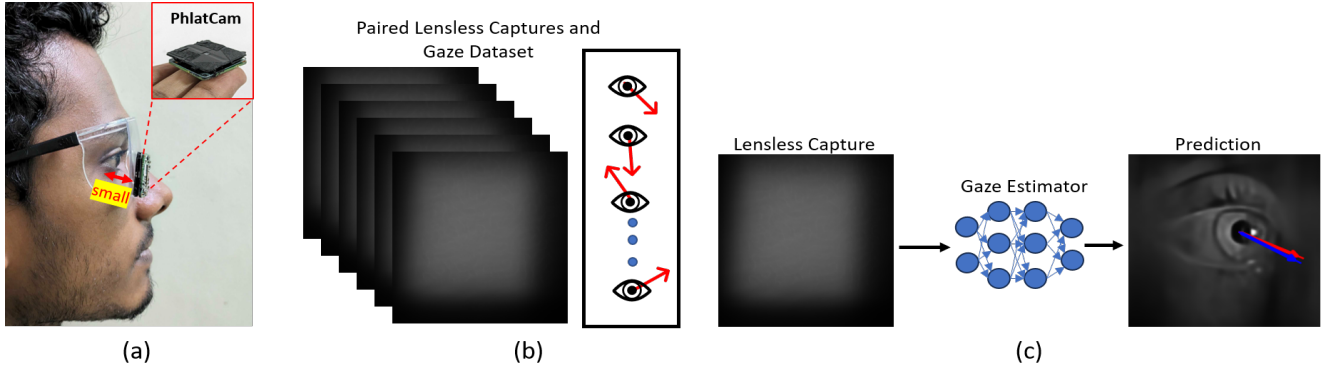 PhlatCam
small
(a)
Paired Lensless Captures and
Gaze Dataset
(b)
Lensless Capture
Gaze Estimator
Prediction
(c)